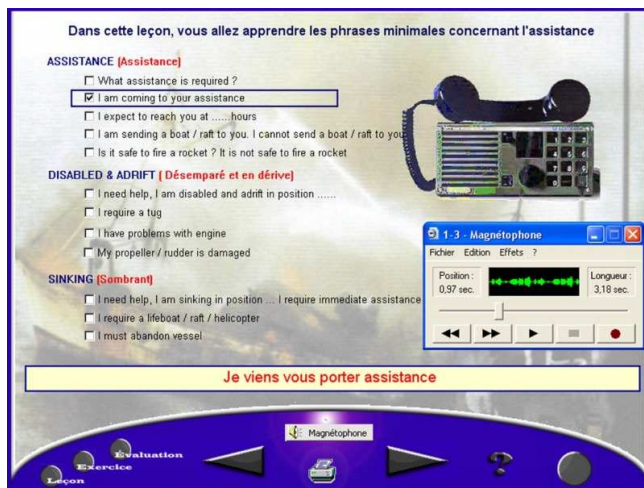 Dans cette leçon, vous allez apprendre les phrases minimales concernant l'assistance
ASSISTANCE (Assistance)
What assistance is required ?
I am coming to your assistance
I expect to reach you at ......hours
I am sending a boat / raft to you. I cannot send a boat / raft to you
Is it safe to fire a rocket ? It is not safe to fire a rocket
DISABLED & ADRIFT ( Désemparé et en dérive)
I need help, I am disabled and adrift in position ......
I require a tug
I have problems with engine
My propeller / rudder is damaged
SINKING (Sombrant)
I need help, I am sinking in position ... I require immediate assistance
I require a lifeboat / raft / helicopter
I must abandon vessel
1-3 - Magnétophone
Fichier Edition Effets ?
Position :
0,97 sec.
Longueur :
3,18 sec.
Je viens vous porter assistance
Magnétophone
Evaluation
Exercice
Leçon
?